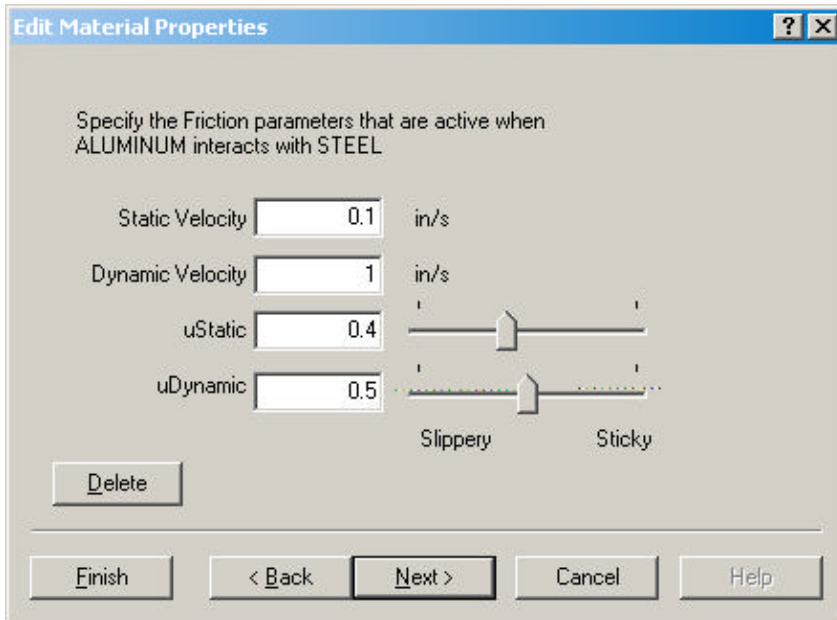 Edit Material Properties
Specify the Friction parameters that are active when
ALUMINUM interacts with STEEL
Static Velocity 0.1 in/s
Dynamic Velocity 1 in/s
uStatic 0.4
uDynamic 0.5
Slippery Sticky
Delete
Finish < Back Next > Cancel Help